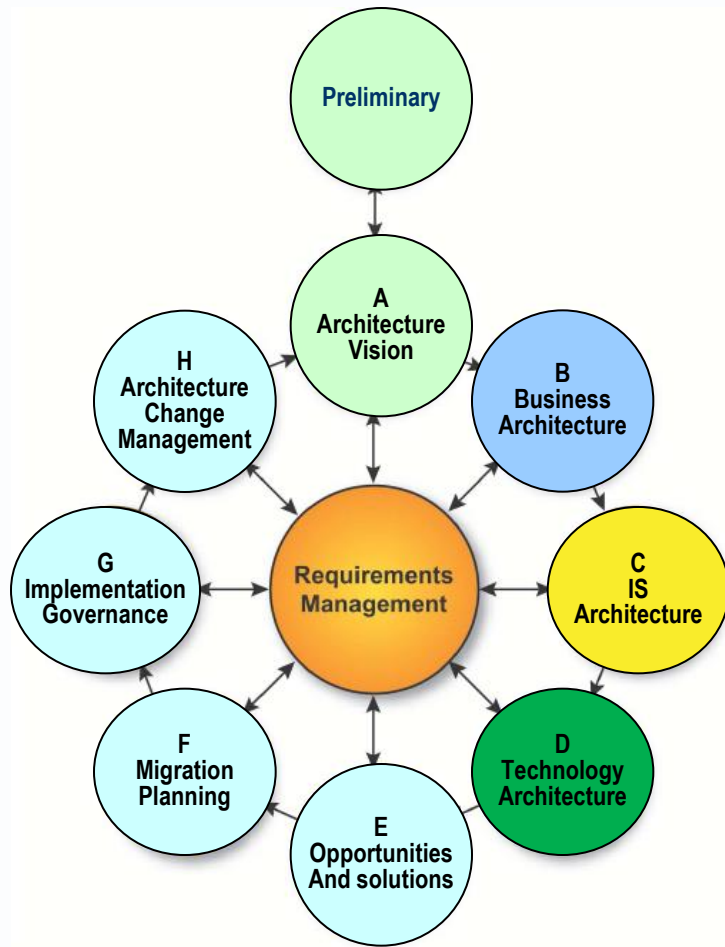 Preliminary
A
Architecture
Vision
B
Business
Architecture
C
IS
Architecture
D
Technology
Architecture
E
Opportunities
And solutions
F
Migration
Planning
G
Implementation
Governance
H
Architecture
Change
Management
Requirements
Management